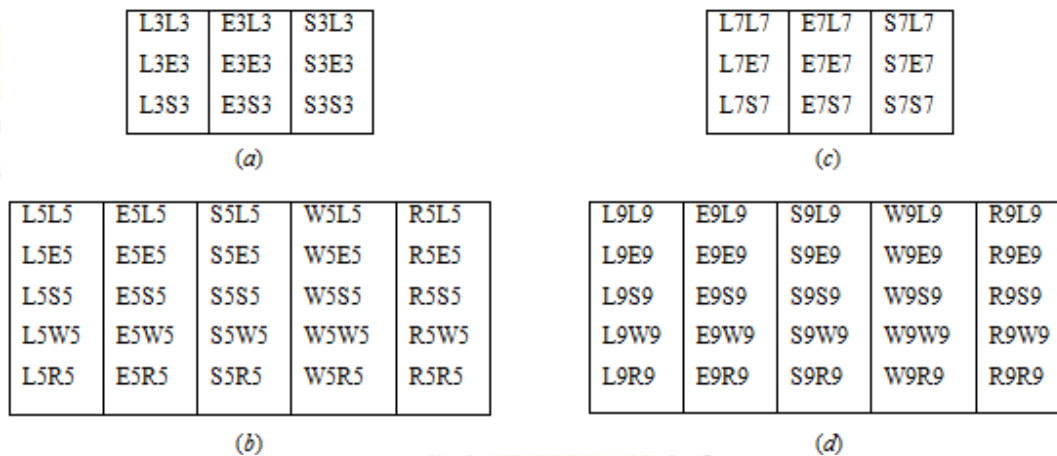 L3L3 E3L3 S3L3
L3E3 E3E3 S3E3
L3S3 E3S3 S3S3
(a)
L7L7 E7L7 S7L7
L7E7 E7E7 S7E7
L7S7 E7S7 S7S7
(c)
L5L5 E5L5 S5L5 W5L5 R5L5
L5E5 E5E5 S5E5 W5E5 R5E5
L5S5 E5S5 S5S5 W5S5 R5S5
L5W5 E5W5 S5W5 W5W5 R5W5
L5R5 E5R5 S5R5 W5R5 R5R5
(b)
L9L9 E9L9 S9L9 W9L9 R9L9
L9E9 E9E9 S9E9 W9E9 R9E9
L9S9 E9S9 S9S9 W9S9 R9S9
L9W9 E9W9 S9W9 W9W9 R9W9
L9R9 E9R9 S9R9 W9R9 R9R9
(d)